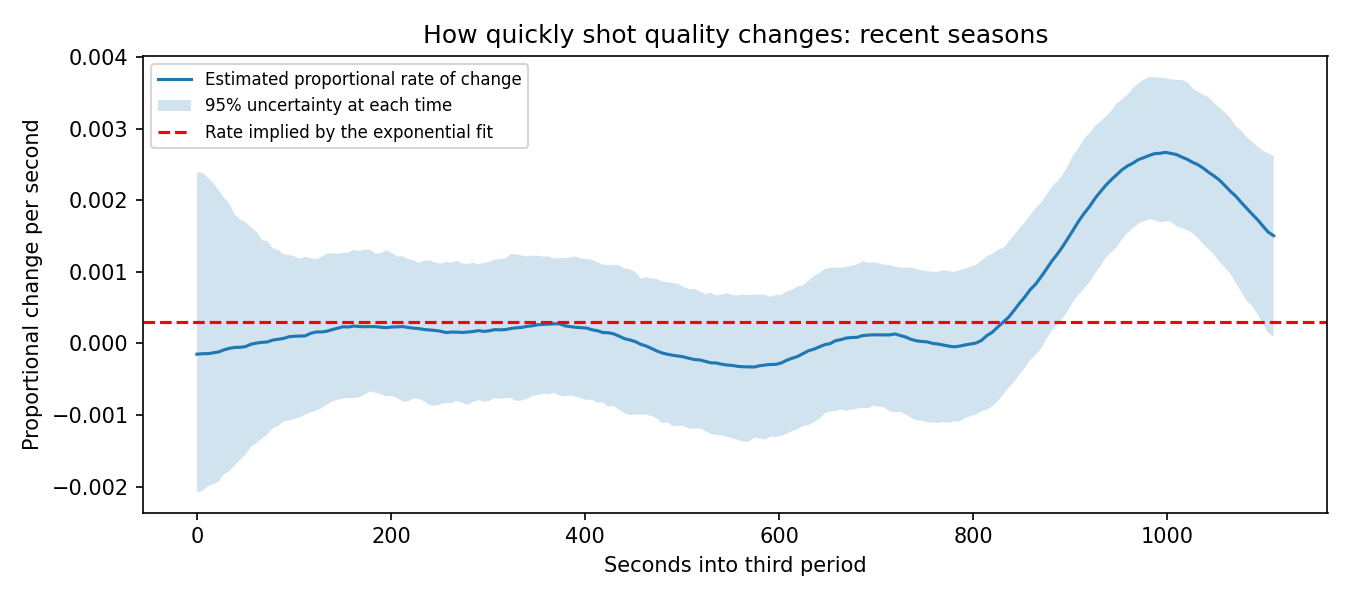 How quickly shot quality changes: recent seasons
Estimated proportional rate of change
95% uncertainty at each time
Rate implied by the exponential fit
Proportional change per second
0.004
0.003
0.002
0.001
0.000
−0.001
−0.002
0
200
400
600
800
1000
Seconds into third period